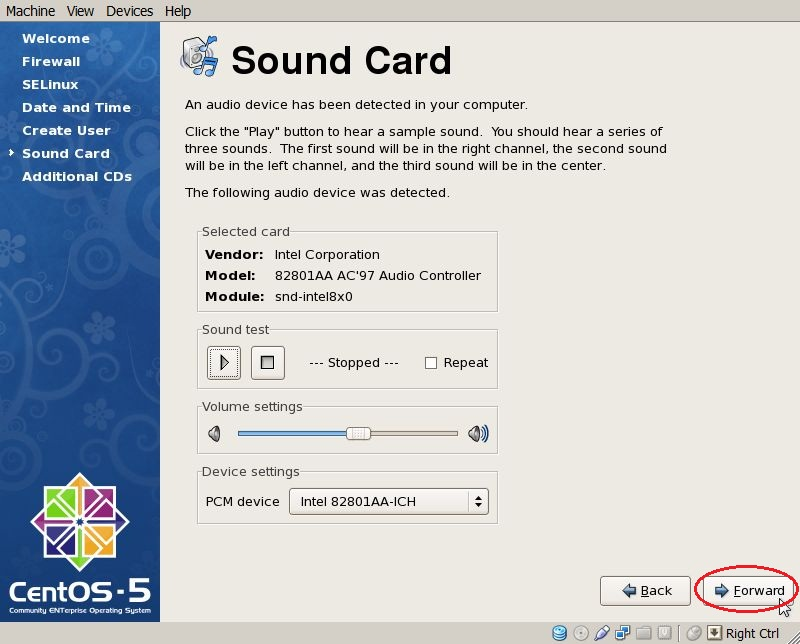 Machine View Devices Help
Welcome
Firewall
SELinux
Date and Time
Create User
Sound Card
Additional CDs
Sound Card
An audio device has been detected in your computer.
Click the "Play" button to hear a sample sound. You should hear a series of
three sounds. The first sound will be in the right channel, the second sound
will be in the left channel, and the third sound will be in the center.
The following audio device was detected.
Selected card
Vendor: Intel Corporation
Model: 82801AA AC'97 Audio Controller
Module: snd-intel8x0
Sound test
--- Stopped --- Repeat
Volume settings
Device settings
PCM device Intel 82801AA-ICH
CentOS-5
Community ENTerprise Operating System
Back Forward
Right Ctrl